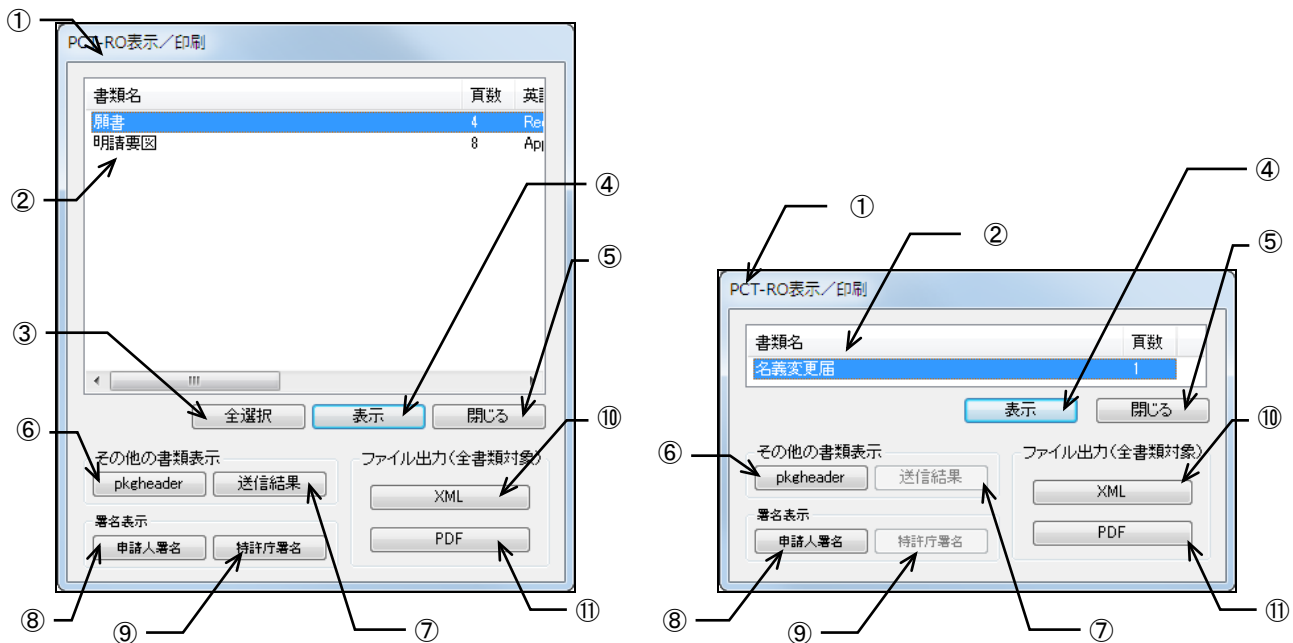 ①
PCT-RO表示／印刷
書類名 頁数 英語
願書 4 Rec
明請要図 8 App
②
④
⑤
③
全選択 表示 閉じる
⑥
⑩
その他の書類表示 ファイル出力(全書類対象)
pkgheader 送信結果 XML
署名表示
申請人署名 特許庁署名 PDF
⑧ ⑨ ⑦ ⑪
④
①
②
⑤
PCT-RO表示／印刷
書類名 頁数
名義変更届 1
表示 閉じる
⑩
⑥
その他の書類表示 ファイル出力(全書類対象)
pkgheader 送信結果 XML
署名表示
申請人署名 特許庁署名 PDF
⑧ ⑨ ⑦ ⑪